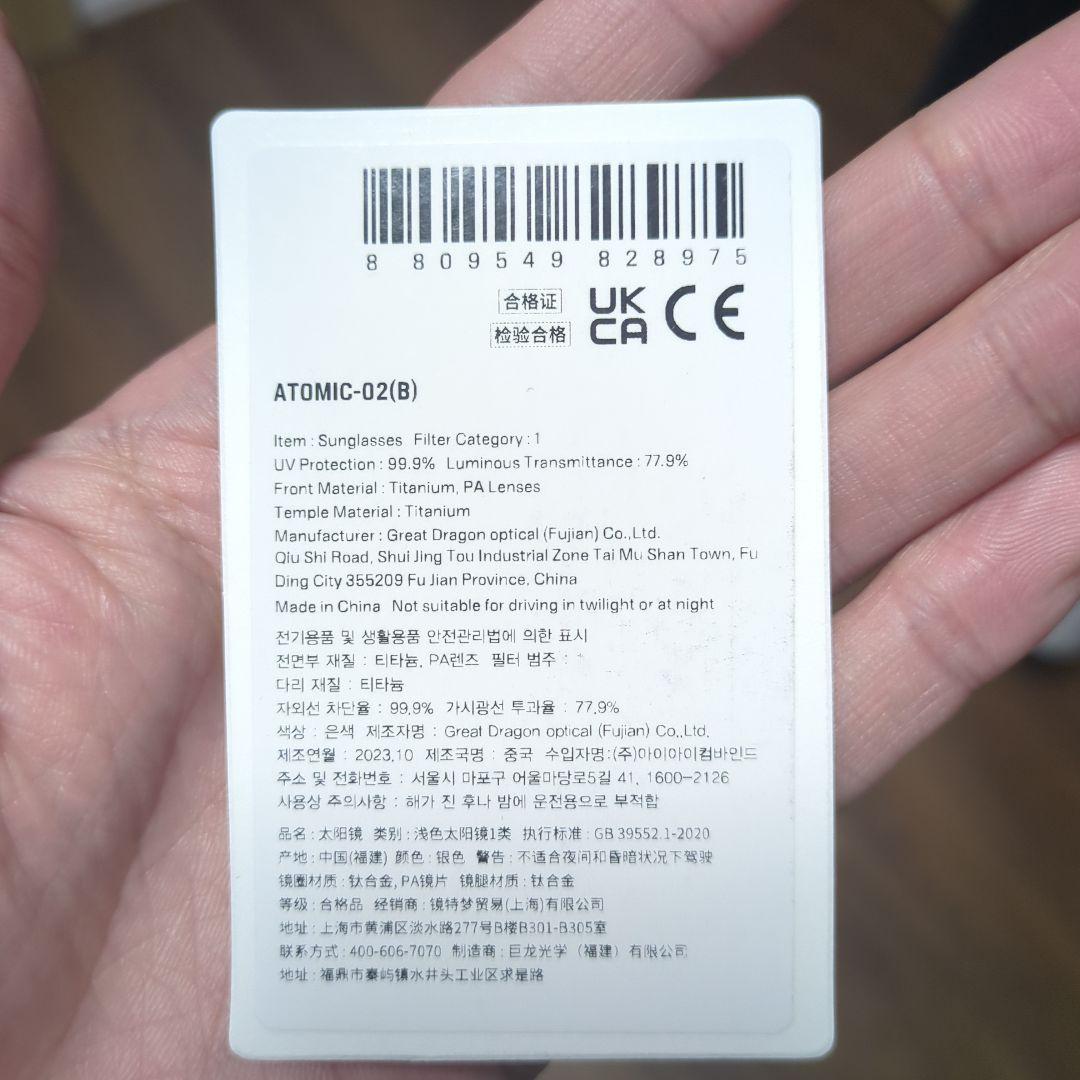 8 809549 828975
合格证
检验合格
UK
CA CE
ATOMIC-02(B)
Item : Sunglasses Filter Category : 1
UV Protection : 99.9% Luminous Transmittance : 77.9%
Front Material : Titanium, PA Lenses
Temple Material : Titanium
Manufacturer : Great Dragon optical (Fujian) Co.,Ltd.
Qiu Shi Road, Shui Jing Tou Industrial Zone Tai Mu Shan Town, Fu
Ding City 355209 Fu Jian Province, China
Made in China Not suitable for driving in twilight or at night
전기용품 및 생활용품 안전관리법에 의한 표시
전면부 재질 : 티타늄, PA렌즈 필터 범주 :
다리 재질 : 티타늄
자외선 차단율 : 99.9% 가시광선 투과율 : 77.9%
색상 : 은색 제조자명 : Great Dragon optical (Fujian) Co.,Ltd.
제조연월 : 2023.10 제조국명 : 중국 수입자명:(주)아이아이컴바인드
주소 및 전화번호 : 서울시 마포구 어울마당로5길 41, 1600-2126
사용상 주의사항 : 해가 진 후나 밤에 운전용으로 부적합
品名 : 太阳镜 类别 : 浅色太阳镜1类 执行标准 : GB 39552.1-2020
产地 : 中国(福建) 颜色 : 银色 警告 : 不适合夜间和昏暗状况下驾驶
镜圈材质 : 钛合金, PA镜片 镜腿材质 : 钛合金
等级 : 合格品 经销商 : 镜特梦贸易(上海)有限公司
地址 : 上海市黄浦区淡水路277号B楼B301-B305室
联系方式 : 400-606-7070 制造商 : 巨龙光学（福建）有限公司
地址 : 福鼎市秦屿镇水井头工业区求是路